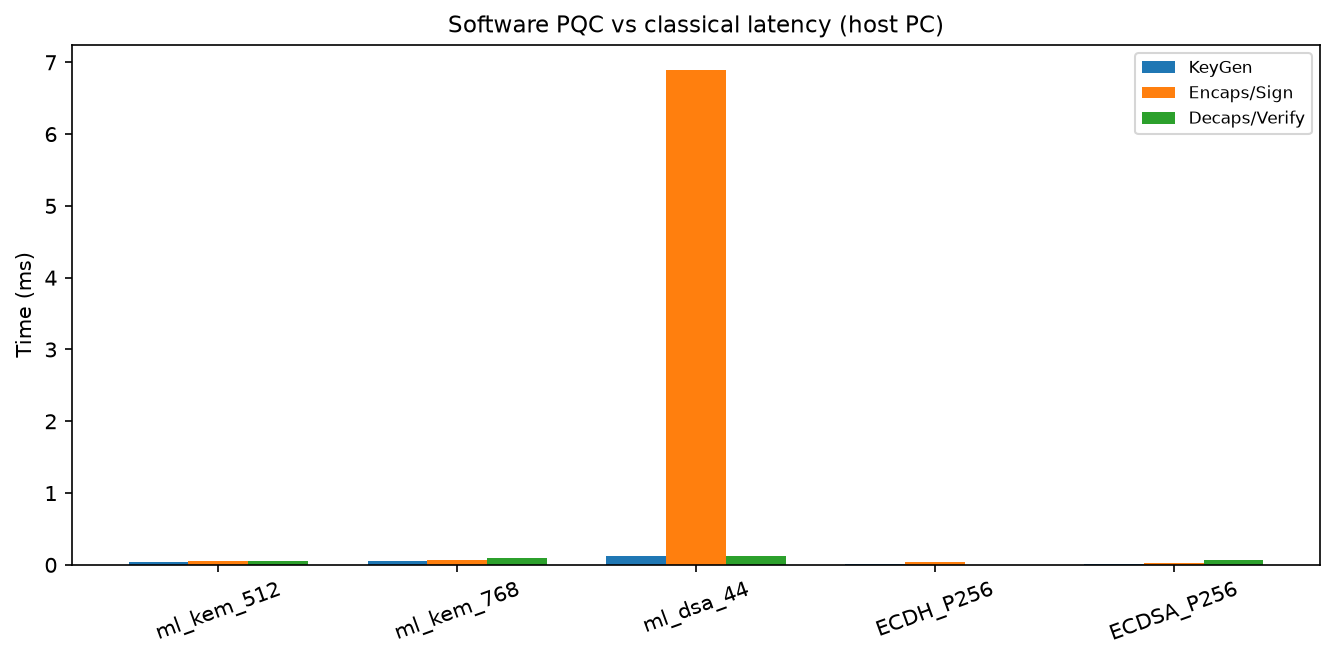 Software PQC vs classical latency (host PC)
KeyGen
Encaps/Sign
Decaps/Verify
Time (ms)
7
6
5
4
3
2
1
0
ml_kem_512
ml_kem_768
ml_dsa_44
ECDH_P256
ECDSA_P256